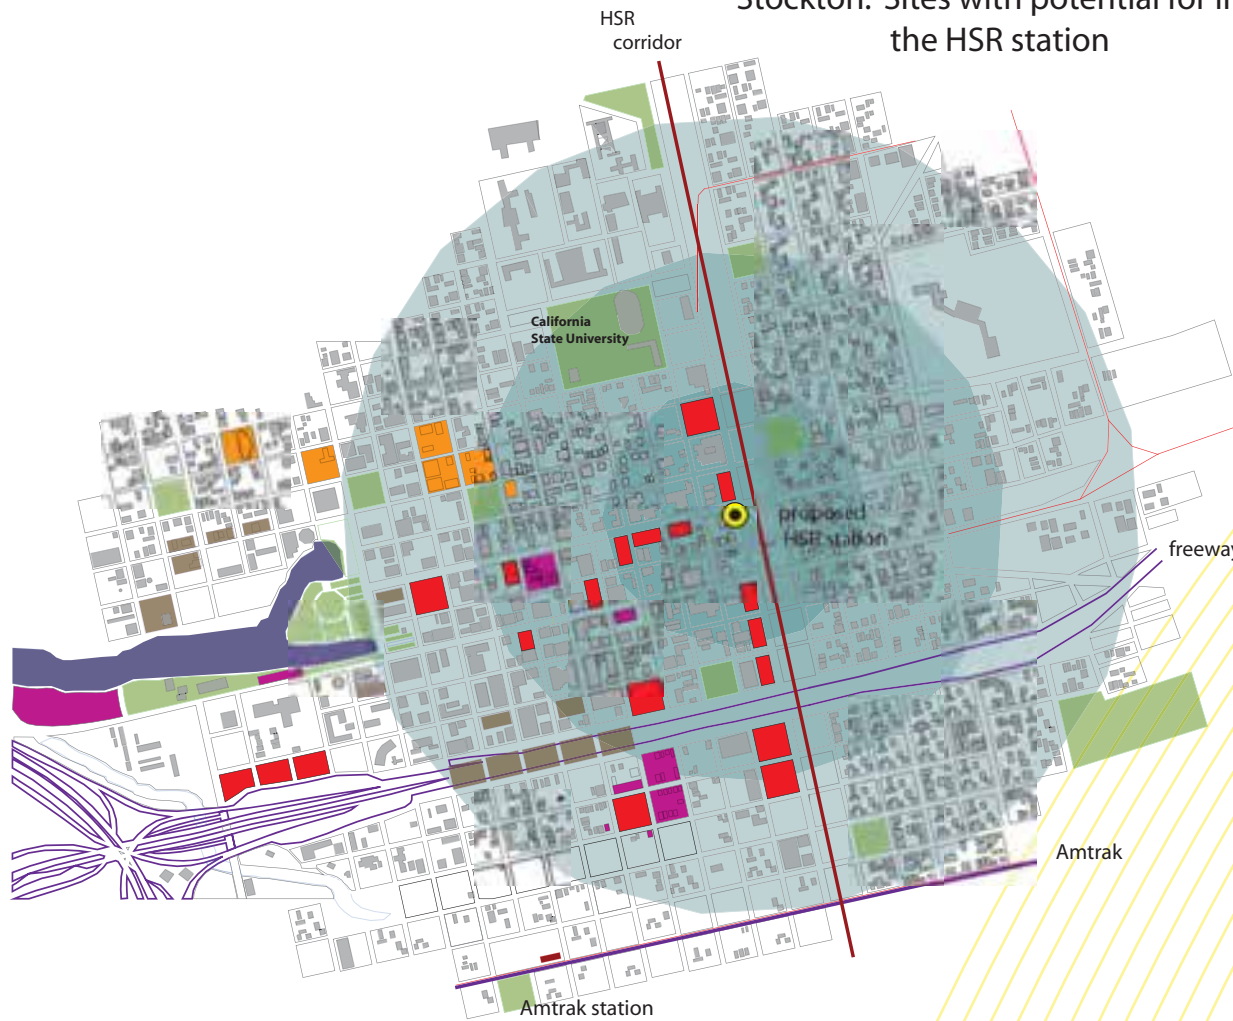 Stockton: Sites with potential for
the HSR station
HSR
corridor
California
State University
proposed
HSR station
freeway
Amtrak
Amtrak station